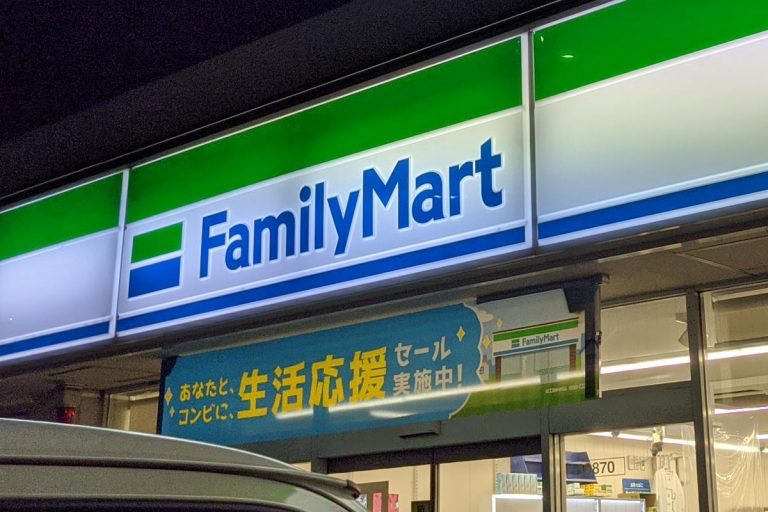 FamilyMart
あなたと、
コンビに、
生活応援
セール
実施中!
FamilyMart
870